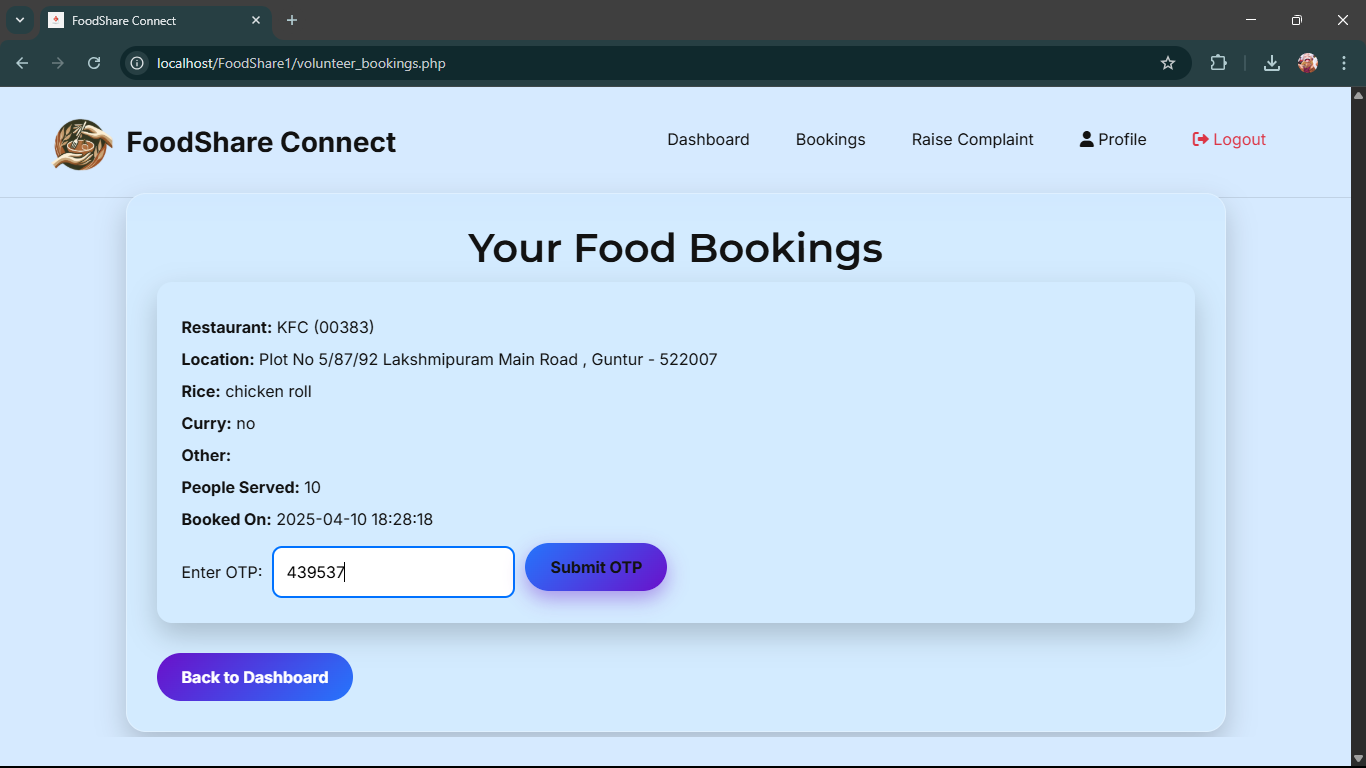 FoodShare Connect
localhost/FoodShare1/volunteer_bookings.php
FoodShare Connect
Dashboard
Bookings
Raise Complaint
Profile
Logout
Your Food Bookings
Restaurant: KFC (00383)
Location: Plot No 5/87/92 Lakshmipuram Main Road , Guntur - 522007
Rice: chicken roll
Curry: no
Other:
People Served: 10
Booked On: 2025-04-10 18:28:18
Enter OTP: 439537 Submit OTP
Back to Dashboard